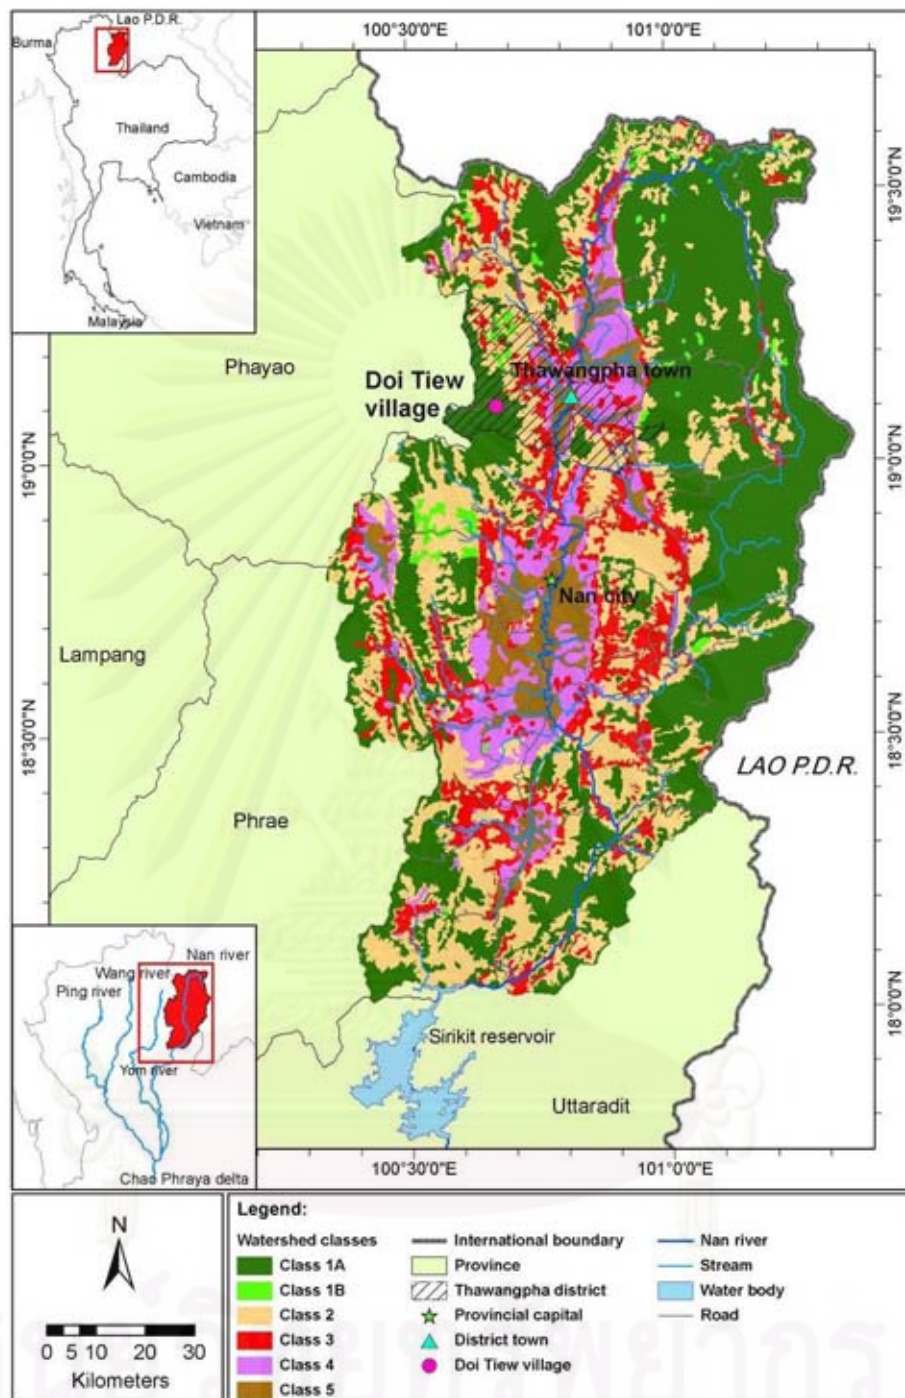 Lao P.D.R.
Burma
Thailand
Cambodia
Vietnam
Malaysia
100°30'0"E
101°0'0"E
19°30'0"N
19°30'0"N
Phayao
Doi Tiew
village
Thawangpha town
19°0'0"N
19°0'0"N
Nan city
Lampang
18°30'0"N
18°30'0"N
LAO P.D.R.
Phrae
Nan river
Wang river
Ping river
Yom river
Chao Phraya delta
18°0'0"N
Sirikit reservoir
Uttaradit
100°30'0"E
101°0'0"E
N
0 5 10 20 30
Kilometers
Legend:
Watershed classes
Class 1A
Class 1B
Class 2
Class 3
Class 4
Class 5
International boundary
Province
Thawangpha district
Provincial capital
District town
Doi Tiew village
Nan river
Stream
Water body
Road